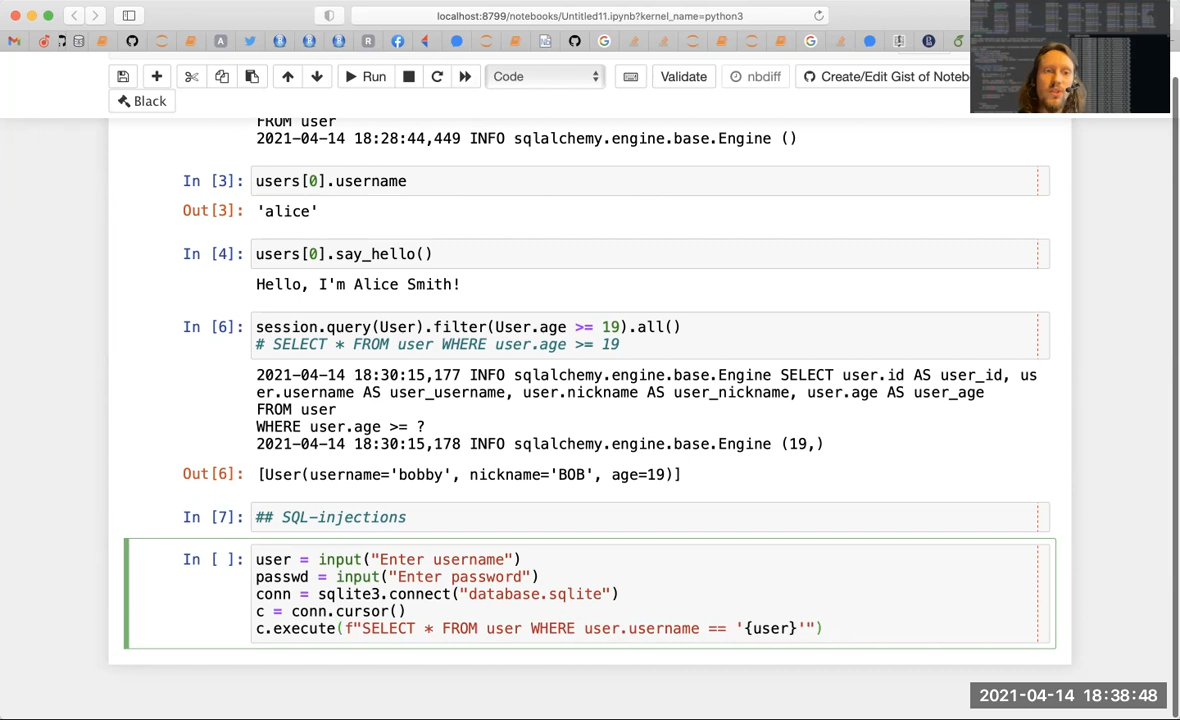 localhost:8799/notebooks/Untitled11.ipynb?kernel_name=python3
Run
Code
Validate
nbdiff
Create/Edit Gist of Noteb
Black
FROM user
2021-04-14 18:28:44,449 INFO sqlalchemy.engine.base.Engine ()
In [3]: users[0].username
Out[3]: 'alice'
In [4]: users[0].say_hello()
Hello, I'm Alice Smith!
In [6]: session.query(User).filter(User.age >= 19).all()
# SELECT * FROM user WHERE user.age >= 19
2021-04-14 18:30:15,177 INFO sqlalchemy.engine.base.Engine SELECT user.id AS user_id, us
er.username AS user_username, user.nickname AS user_nickname, user.age AS user_age
FROM user
WHERE user.age >= ?
2021-04-14 18:30:15,178 INFO sqlalchemy.engine.base.Engine (19,)
Out[6]: [User(username='bobby', nickname='BOB', age=19)]
In [7]: ## SQL-injections
In [ ]: user = input("Enter username")
passwd = input("Enter password")
conn = sqlite3.connect("database.sqlite")
c = conn.cursor()
c.execute(f"SELECT * FROM user WHERE user.username == '{user}'")
2021-04-14 18:38:48